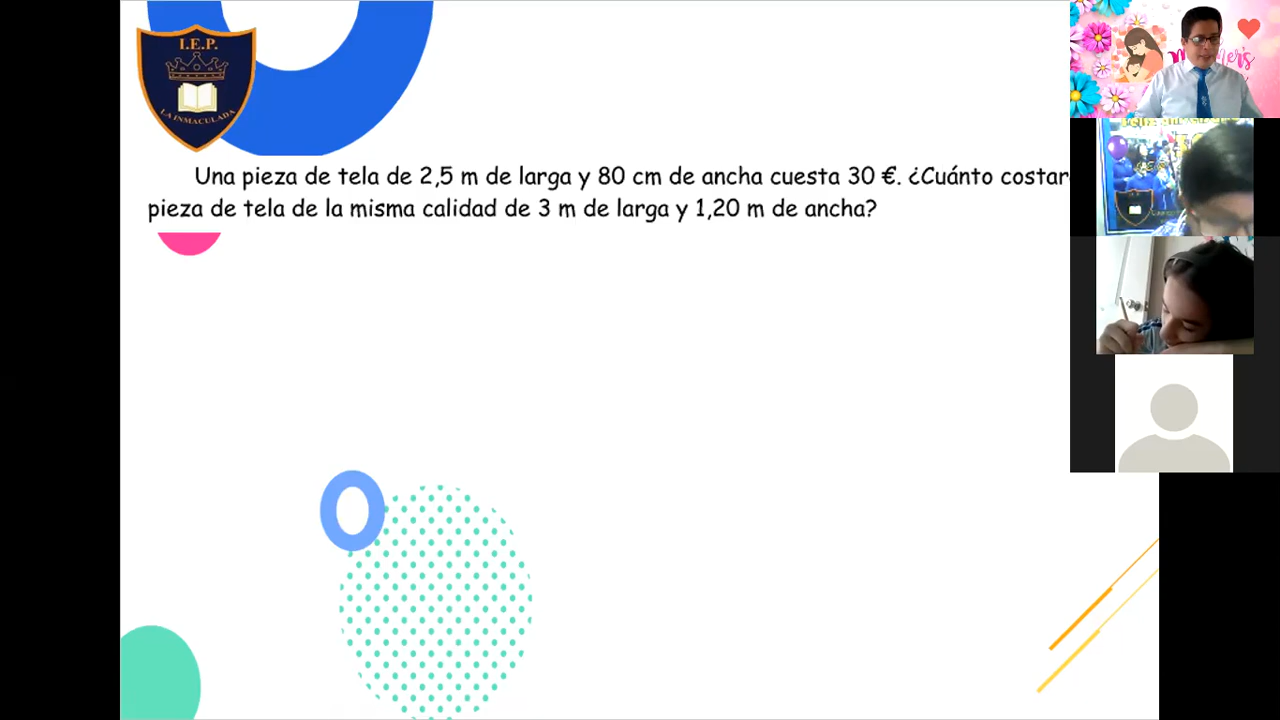 I.E.P.
LA INMACULADA
Una pieza de tela de 2,5 m de larga y 80 cm de ancha cuesta 30 €. ¿Cuánto costar
pieza de tela de la misma calidad de 3 m de larga y 1,20 m de ancha?